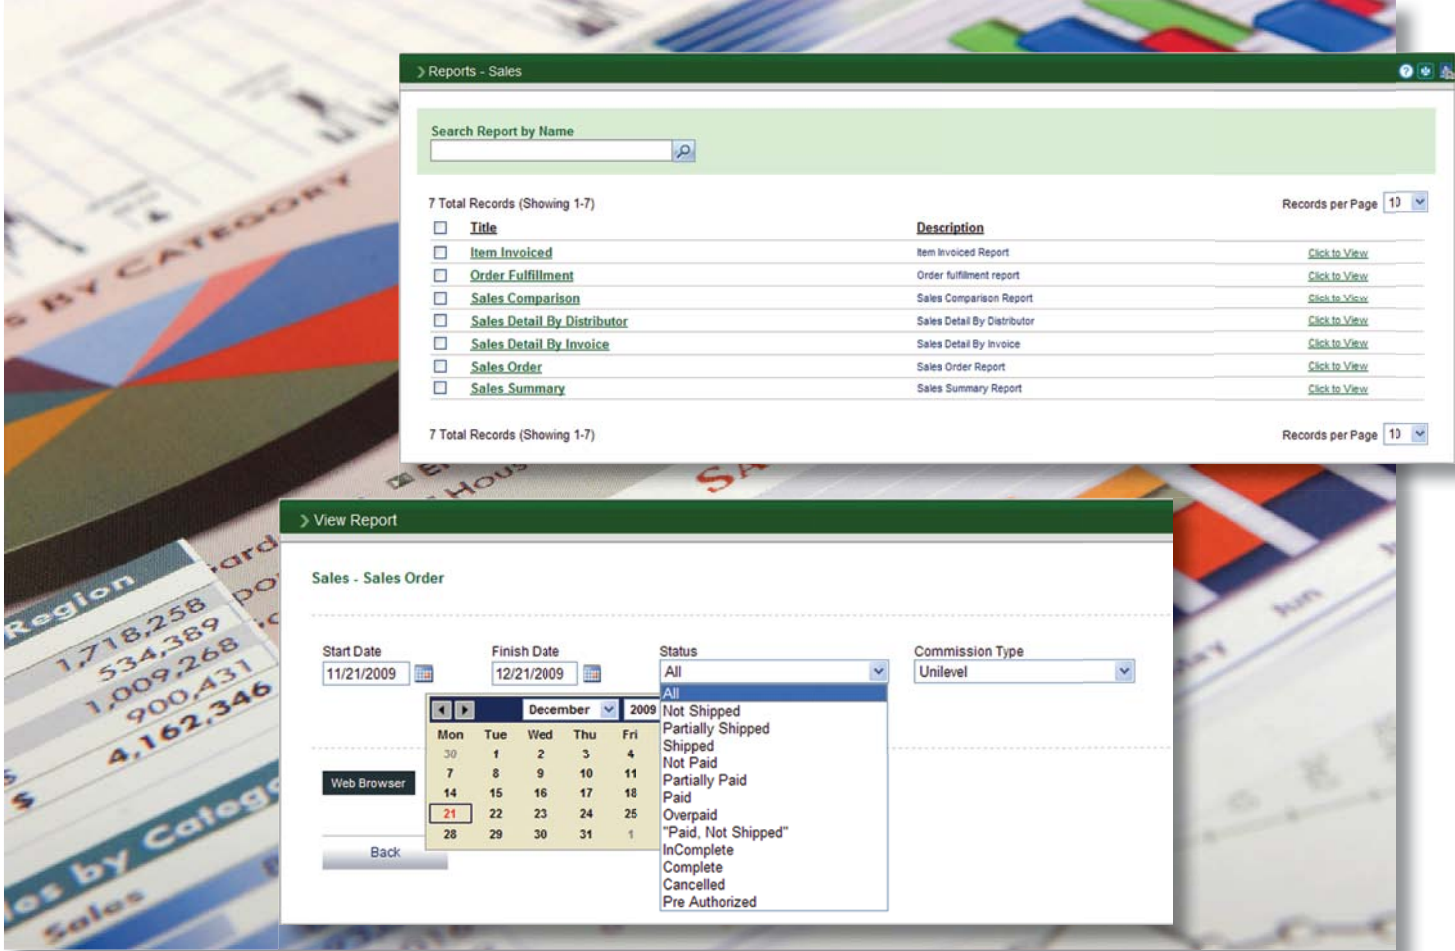 Reports - Sales
Search Report by Name
7 Total Records (Showing 1-7)
Records per Page 10
Title Description
Item Invoiced Item Invoiced Report Click to View
Order Fulfillment Order fulfillment report Click to View
Sales Comparison Sales Comparison Report Click to View
Sales Detail By Distributor Sales Detail By Distributor Click to View
Sales Detail By Invoice Sales Detail By Invoice Click to View
Sales Order Sales Order Report Click to View
Sales Summary Sales Summary Report Click to View
7 Total Records (Showing 1-7)
Records per Page 10
S BY CATEGORY
Hous
SA
View Report
Sales - Sales Order
Start Date Finish Date Status Commission Type
11/21/2009 12/21/2009 All Unilevel
December 2009
Mon Tue Wed Thu Fri
30 1 2 3 4
7 8 9 10 11
14 15 16 17 18
21 22 23 24 25
28 29 30 31 1
All
Not Shipped
Partially Shipped
Shipped
Not Paid
Partially Paid
Paid
Overpaid
"Paid, Not Shipped"
InComplete
Complete
Cancelled
Pre Authorized
Web Browser
Back
Region
1,718,258
534,389
1,009,268
900,431
$ 4,162,346
les by Catego
Sales
Jun
May